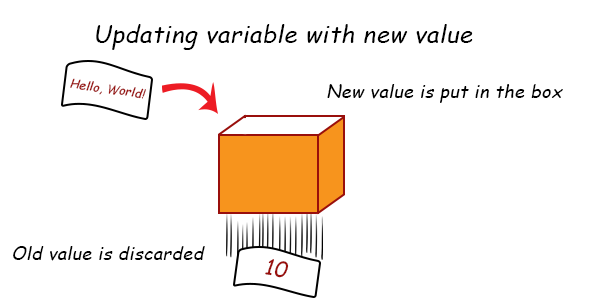 Updating variable with new value
Hello, World!
New value is put in the box
Old value is discarded
10